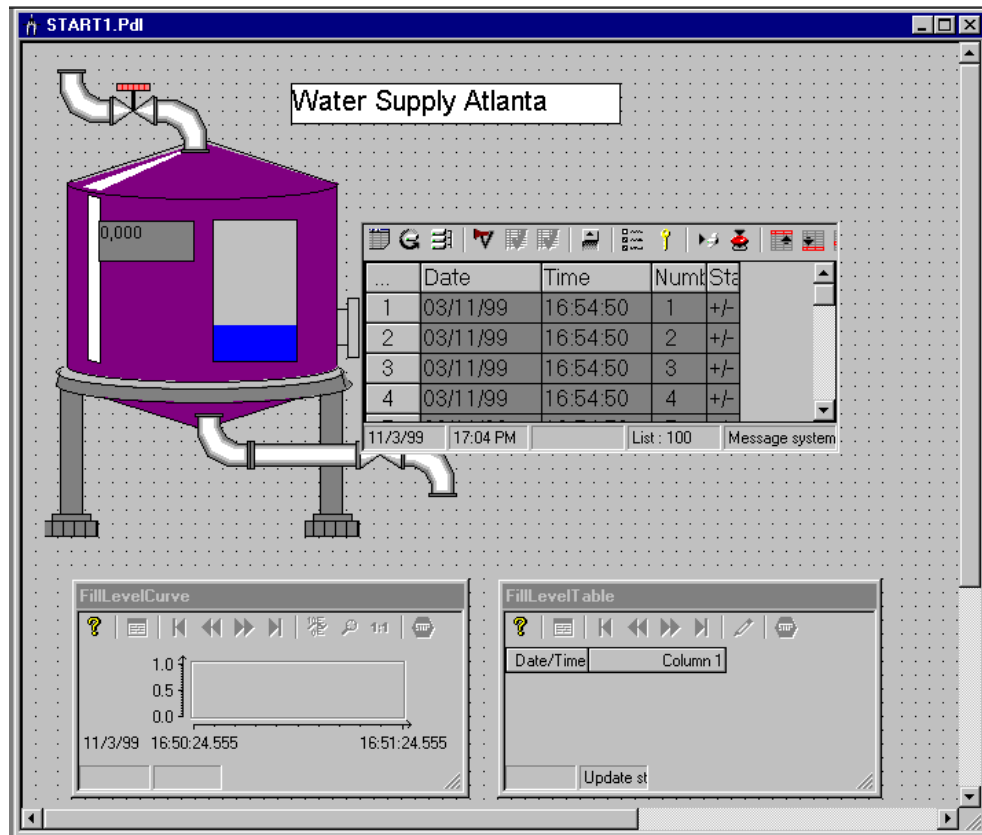 START1.Pdl
Water Supply Atlanta
0,000
... Date Time Numb Sta
1 03/11/99 16:54:50 1 +/-
2 03/11/99 16:54:50 2 +/-
3 03/11/99 16:54:50 3 +/-
4 03/11/99 16:54:50 4 +/-
11/3/99 17:04 PM List : 100 Message system
FillLevelCurve
1:1
1.0
0.5
0.0
11/3/99 16:50:24.555 16:51:24.555
FillLevelTable
Date/Time Column 1
Update st